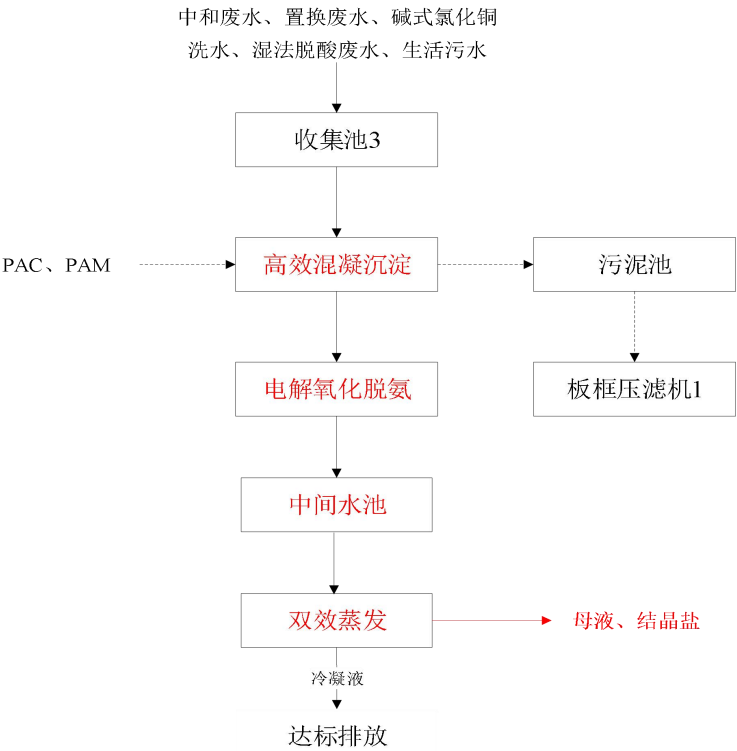 中和废水、置换废水、碱式氯化铜
洗水、湿法脱酸废水、生活污水
收集池3
PAC、PAM
高效混凝沉淀
污泥池
电解氧化脱氨
板框压滤机1
中间水池
双效蒸发
母液、结晶盐
冷凝液
达标排放